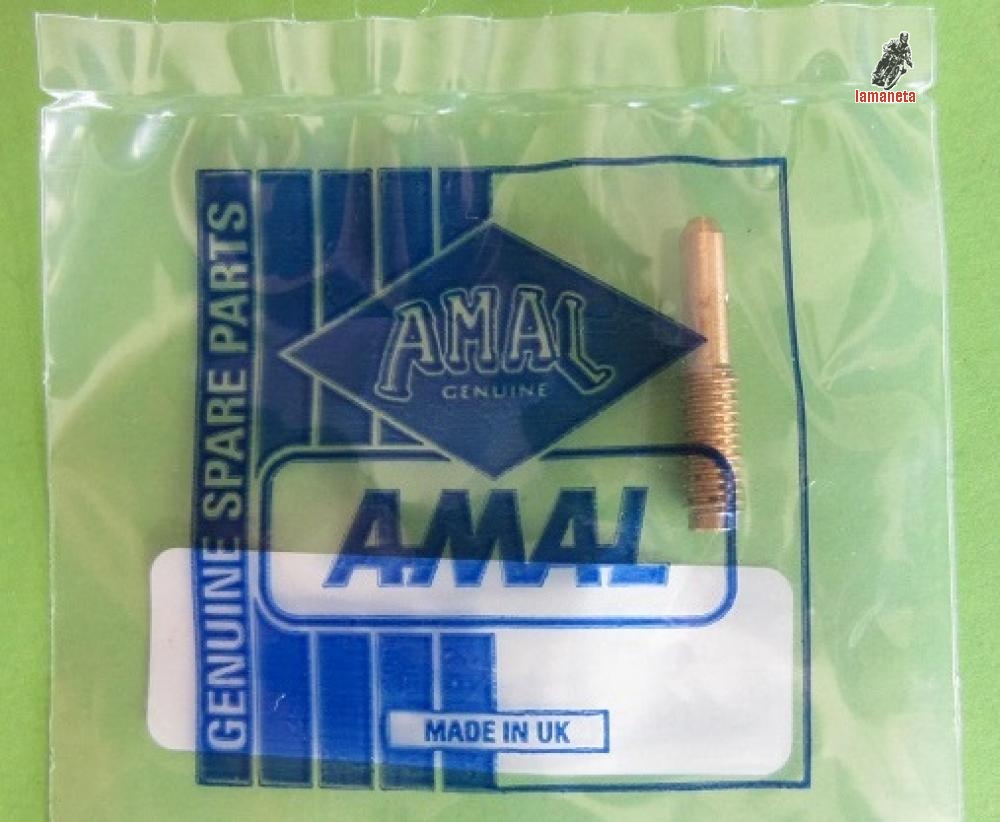 lamaneta
GENUINE SPARE PARTS
AMAL
GENUINE
AMAL
MADE IN UK